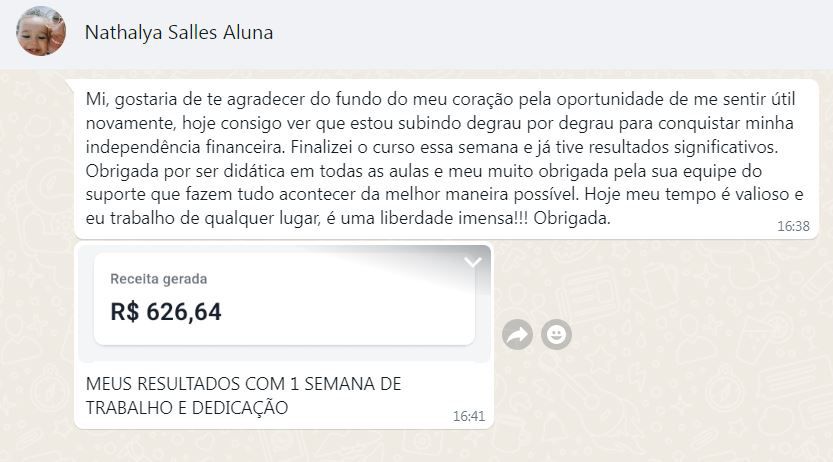 Nathalya Salles Aluna
Mi, gostaria de te agradecer do fundo do meu coração pela oportunidade de me sentir útil
novamente, hoje consigo ver que estou subindo degrau por degrau para conquistar minha
independência financeira. Finalizei o curso essa semana e já tive resultados significativos.
Obrigada por ser didática em todas as aulas e meu muito obrigada pela sua equipe do
suporte que fazem tudo acontecer da melhor maneira possível. Hoje meu tempo é valioso e
eu trabalho de qualquer lugar, é uma liberdade imensa!!! Obrigada.
16:38
Receita gerada
R$ 626,64
MEUS RESULTADOS COM 1 SEMANA DE
TRABALHO E DEDICAÇÃO
16:41